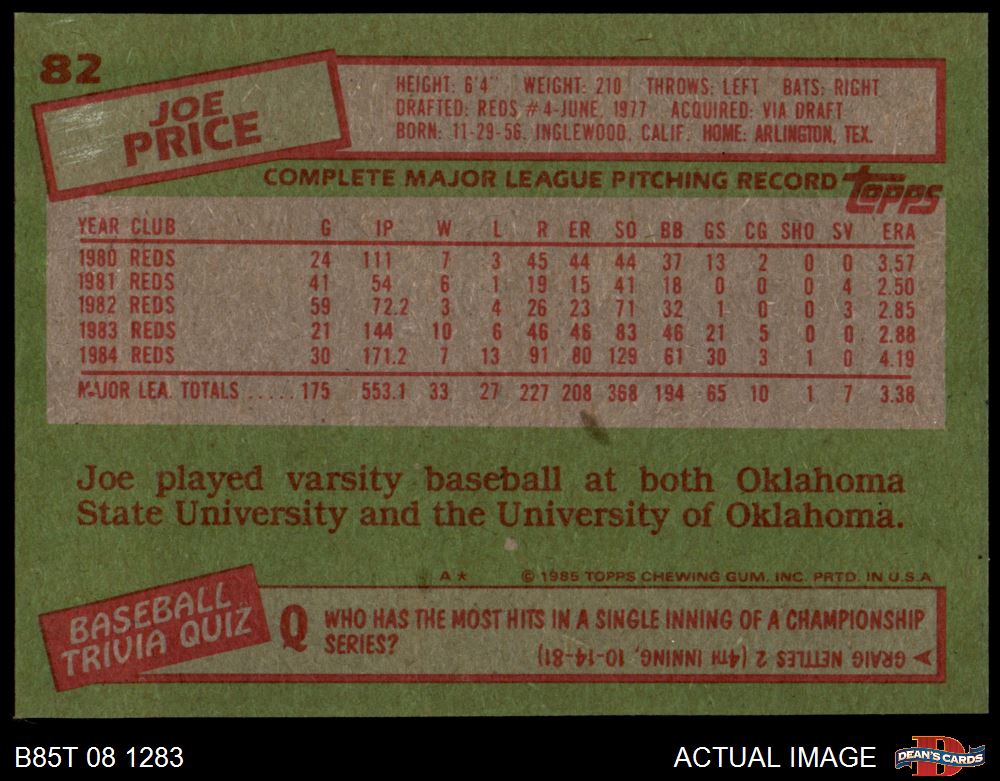 82
JOE
PRICE
HEIGHT: 6'4" WEIGHT: 210 THROWS: LEFT BATS: RIGHT
DRAFTED: REDS #4-JUNE, 1977 ACQUIRED: VIA DRAFT
BORN: 11-29-56, INGLEWOOD, CALIF. HOME: ARLINGTON, TEX.
COMPLETE MAJOR LEAGUE PITCHING RECORD topps
YEAR CLUB G IP W L R ER SO BB GS CG SHO SV ERA
1980 REDS 24 111 7 3 45 44 44 37 13 2 0 0 3.57
1981 REDS 41 54 6 1 19 15 41 18 0 0 0 4 2.50
1982 REDS 59 72.2 3 4 26 23 71 32 1 0 0 3 2.85
1983 REDS 21 144 10 6 46 46 83 46 21 5 0 0 2.88
1984 REDS 30 171.2 7 13 91 80 129 61 30 3 1 0 4.19
MAJOR LEA. TOTALS ..... 175 553.1 33 27 227 208 368 194 65 10 1 7 3.38
Joe played varsity baseball at both Oklahoma
State University and the University of Oklahoma.
A* © 1985 TOPPS CHEWING GUM, INC. PRTD. IN U.S.A.
BASEBALL
TRIVIA QUIZ
Q WHO HAS THE MOST HITS IN A SINGLE INNING OF A CHAMPIONSHIP
SERIES?
GRAIG NETTLES 2 (4TH INNING, 10-14-81)
B85T 08 1283
ACTUAL IMAGE
D
DEAN'S CARDS